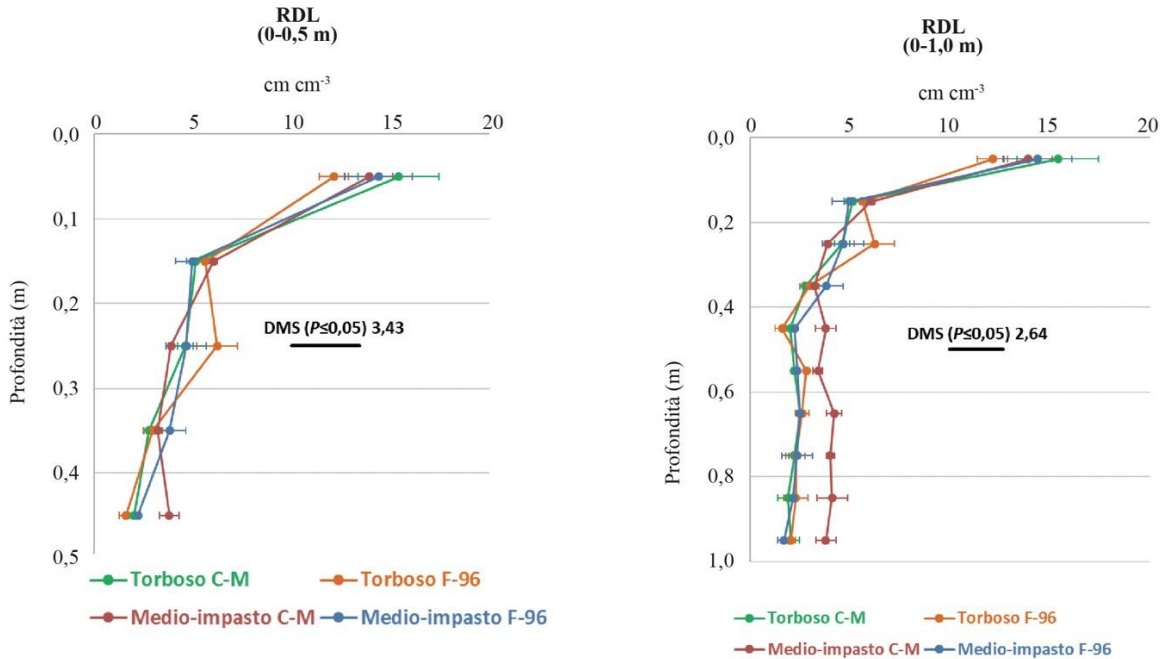 RDL
(0-0,5 m)
cm cm⁻³
0 5 10 15 20
0,0
0,1
0,2
0,3
0,4
0,5
Profondità (m)
DMS (P≤0,05) 3,43
Torboso C-M Torboso F-96
Medio-impasto C-M Medio-impasto F-96
RDL
(0-1,0 m)
cm cm⁻³
0 5 10 15 20
0,0
0,2
0,4
0,6
0,8
1,0
Profondità (m)
DMS (P≤0,05) 2,64
Torboso C-M Torboso F-96
Medio-impasto C-M Medio-impasto F-96